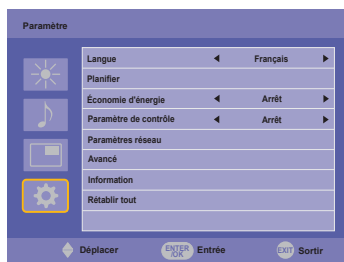 Paramètre
Langue Français
Planifier
Économie d'énergie Arrêt
Paramètre de contrôle Arrêt
Paramètres réseau
Avancé
Information
Rétablir tout
Déplacer ENTER /OK Entrée EXIT Sortir